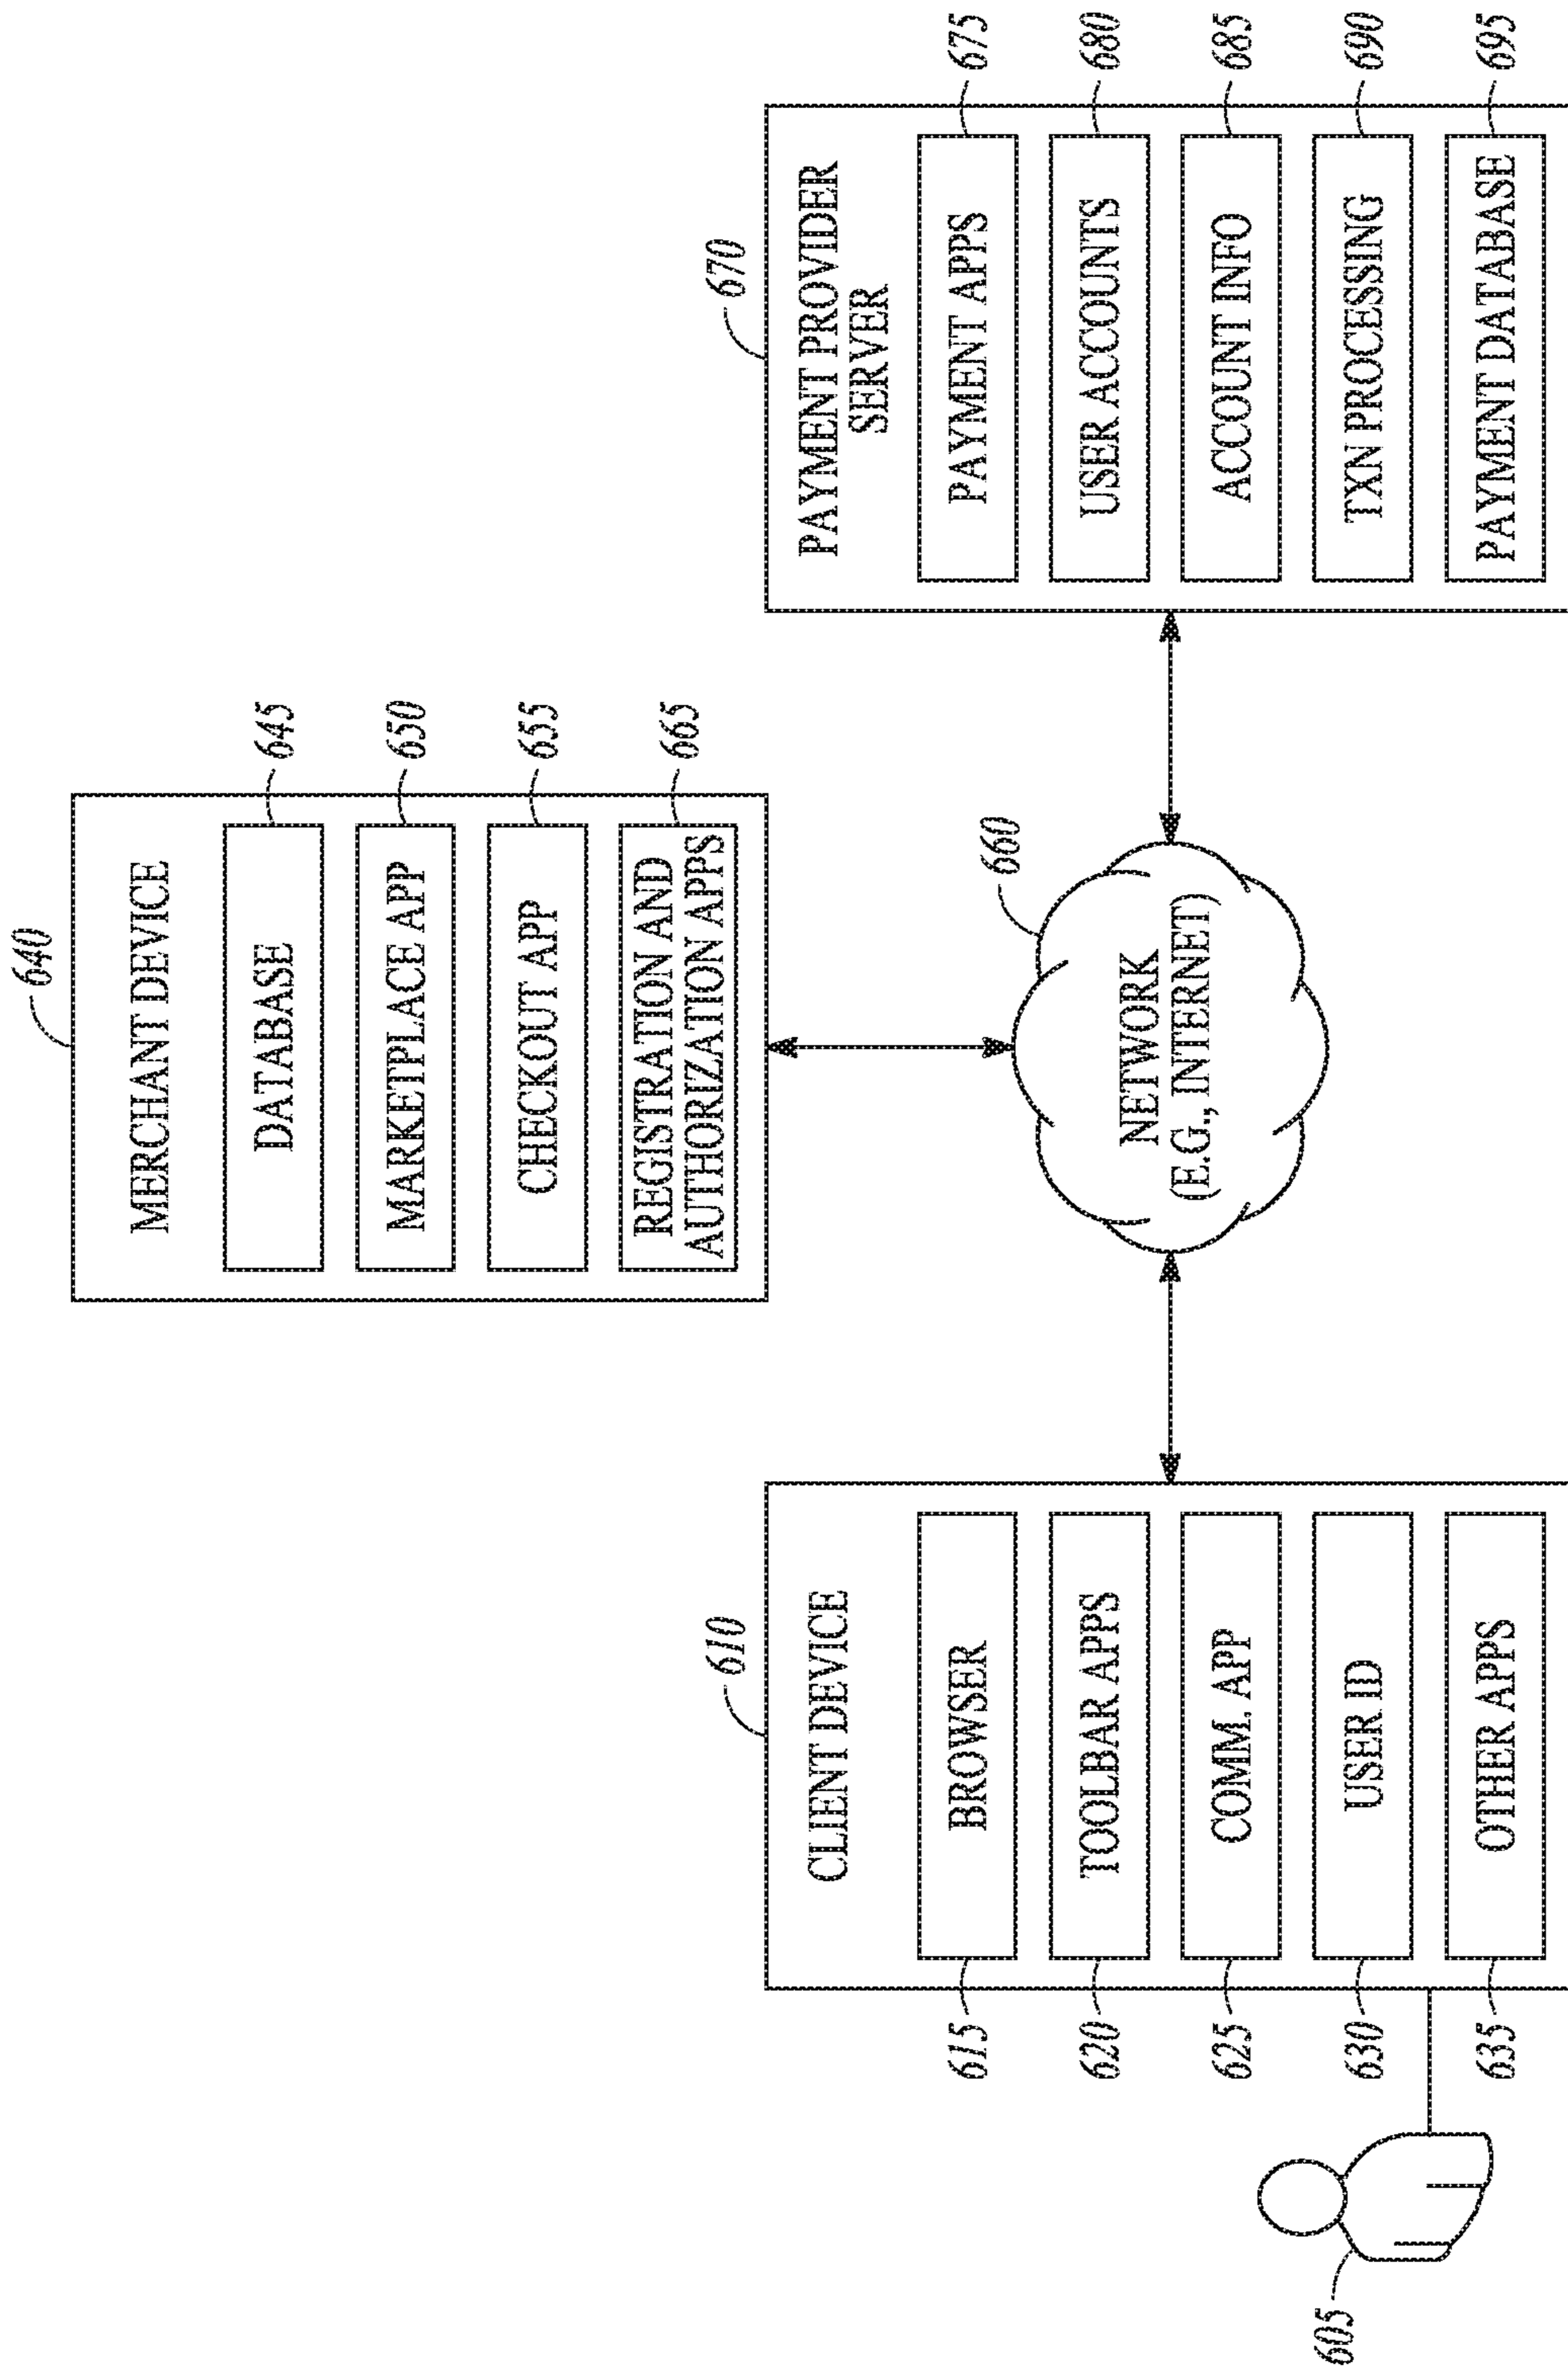 640
MERCHANT DEVICE
DATABASE
645
MARKETPLACE APP
650
CHECKOUT APP
655
REGISTRATION AND
AUTHORIZATION APPS
665
610
CLIENT DEVICE
615
BROWSER
620
TOOLBAR APPS
625
COMM. APP
630
USER ID
635
OTHER APPS
605
660
NETWORK
(E.G., INTERNET)
670
PAYMENT PROVIDER
SERVER
PAYMENT APPS
675
USER ACCOUNTS
680
ACCOUNT INFO
685
TXN PROCESSING
690
PAYMENT DATABASE
695